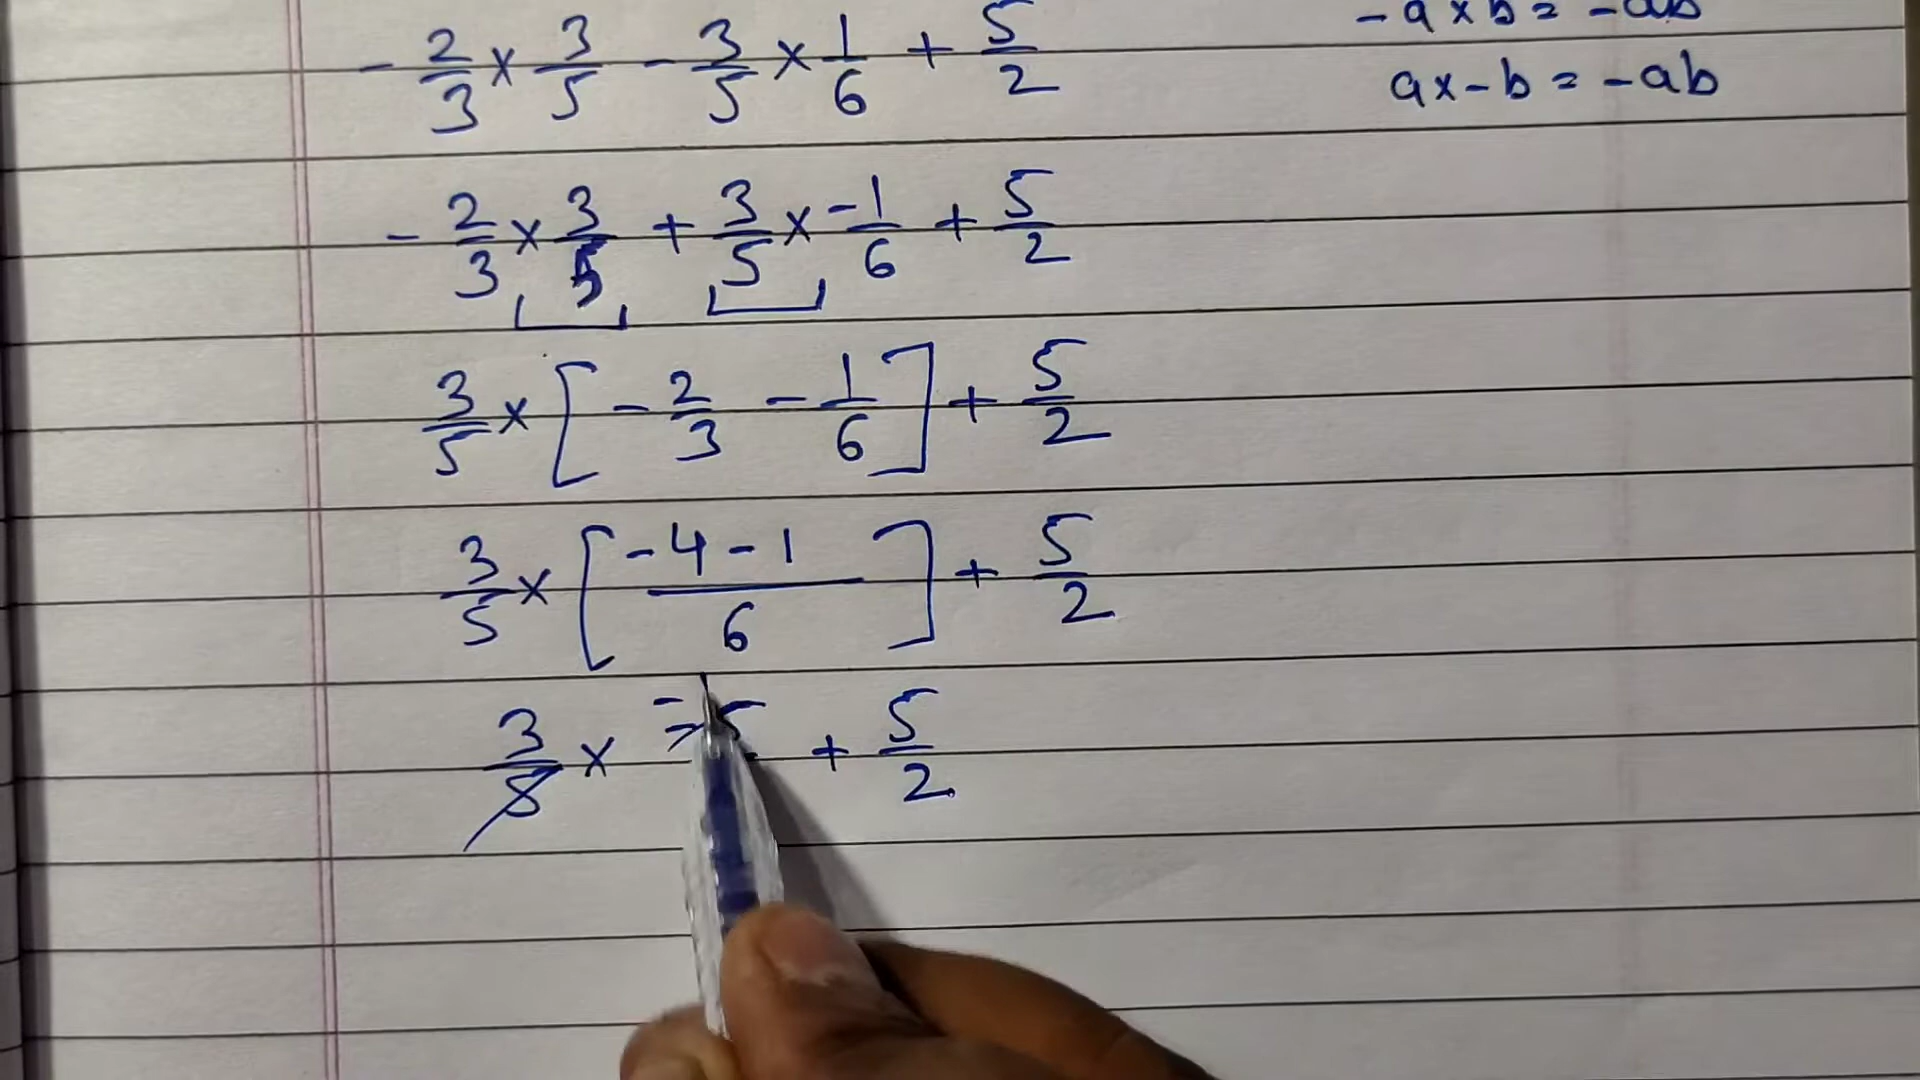 -a×b = -ab
-2/3 × 3/5 - 3/5 × 1/6 + 5/2
a×-b = -ab
-2/3 × 3/5 + 3/5 × -1/6 + 5/2
3/5 × [ -2/3 - 1/6 ] + 5/2
3/5 × [ (-4 - 1)/6 ] + 5/2
3/5 × -5 + 5/2